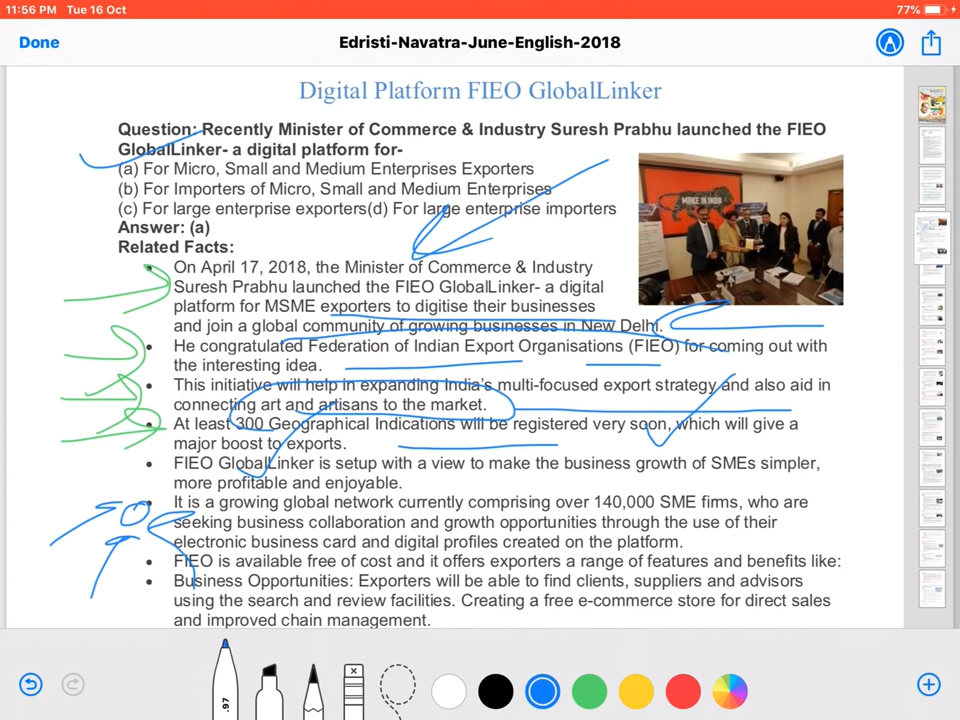 11:56 PM Tue 16 Oct 77%
Done Edristi-Navatra-June-English-2018
Digital Platform FIEO GlobalLinker
Question: Recently Minister of Commerce & Industry Suresh Prabhu launched the FIEO
GlobalLinker- a digital platform for-
(a) For Micro, Small and Medium Enterprises Exporters
(b) For Importers of Micro, Small and Medium Enterprises
(c) For large enterprise exporters(d) For large enterprise importers
Answer: (a)
Related Facts:
• On April 17, 2018, the Minister of Commerce & Industry
Suresh Prabhu launched the FIEO GlobalLinker- a digital
platform for MSME exporters to digitise their businesses
and join a global community of growing businesses in New Delhi.
• He congratulated Federation of Indian Export Organisations (FIEO) for coming out with
the interesting idea.
• This initiative will help in expanding India's multi-focused export strategy and also aid in
connecting art and artisans to the market.
• At least 300 Geographical Indications will be registered very soon, which will give a
major boost to exports.
• FIEO GlobalLinker is setup with a view to make the business growth of SMEs simpler,
more profitable and enjoyable.
• It is a growing global network currently comprising over 140,000 SME firms, who are
seeking business collaboration and growth opportunities through the use of their
electronic business card and digital profiles created on the platform.
• FIEO is available free of cost and it offers exporters a range of features and benefits like:
• Business Opportunities: Exporters will be able to find clients, suppliers and advisors
using the search and review facilities. Creating a free e-commerce store for direct sales
and improved chain management.
MAKE IN INDIA
.97